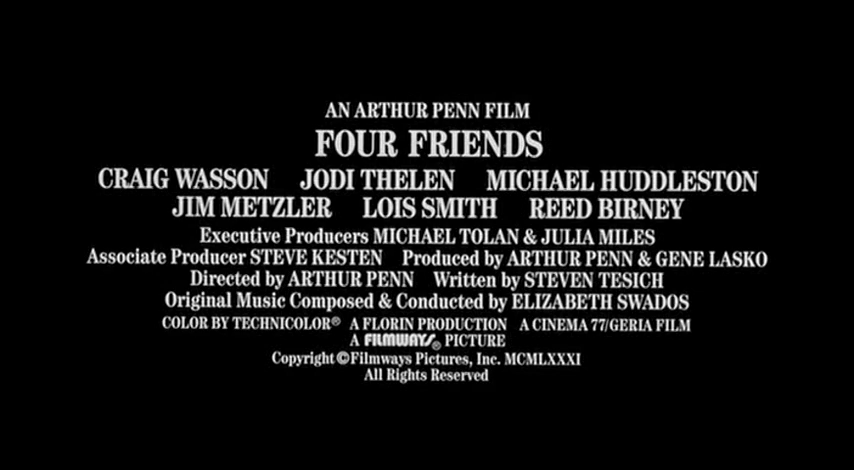 AN ARTHUR PENN FILM
FOUR FRIENDS
CRAIG WASSON JODI THELEN MICHAEL HUDDLESTON
JIM METZLER LOIS SMITH REED BIRNEY
Executive Producers MICHAEL TOLAN & JULIA MILES
Associate Producer STEVE KESTEN Produced by ARTHUR PENN & GENE LASKO
Directed by ARTHUR PENN Written by STEVEN TESICH
Original Music Composed & Conducted by ELIZABETH SWADOS
COLOR BY TECHNICOLOR® A FLORIN PRODUCTION A CINEMA 77/GERIA FILM
A FILMWAYS® PICTURE
Copyright © Filmways Pictures, Inc. MCMLXXXI
All Rights Reserved